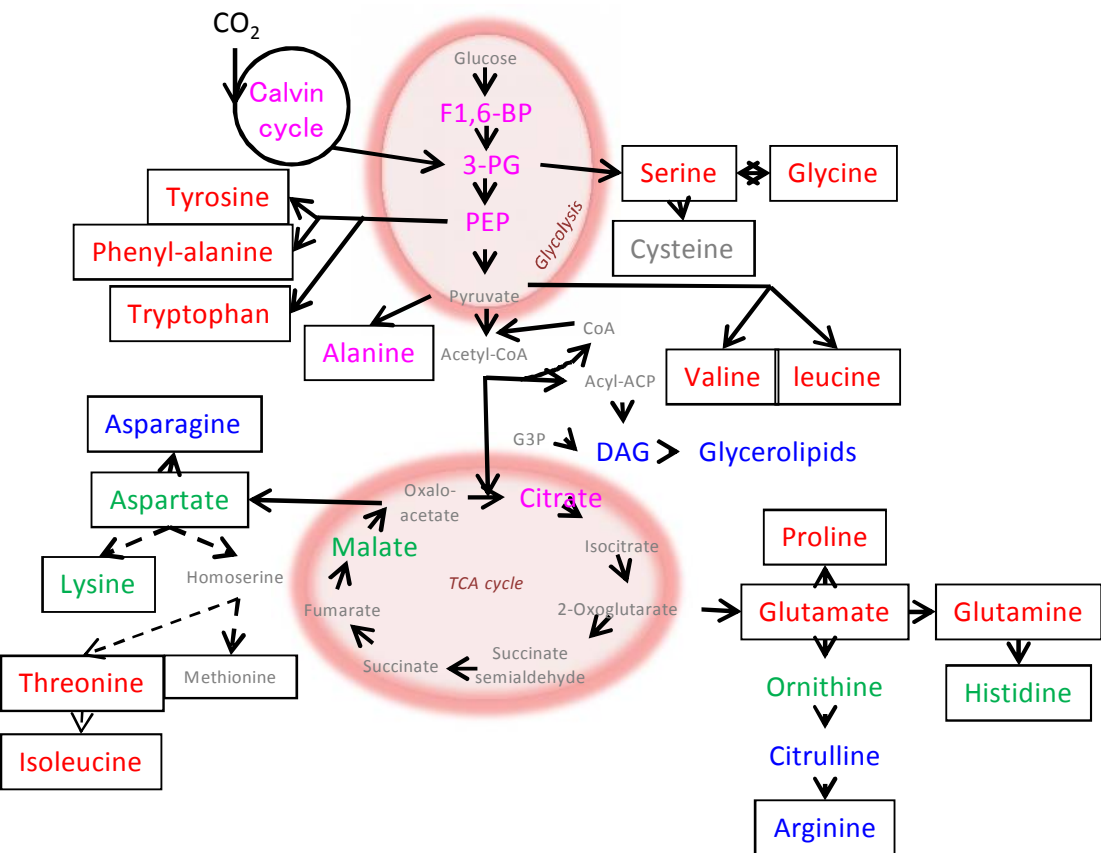 CO2
Glucose
Calvin
cycle
F1,6-BP
3-PG
Serine
Glycine
Tyrosine
PEP
Glycolysis
Phenyl-alanine
Cysteine
Pyruvate
Tryptophan
CoA
Alanine
Acetyl-CoA
Acyl-ACP
Valine
leucine
Asparagine
G3P
DAG
Glycerolipids
Aspartate
Oxalo-
acetate
Citrate
Malate
Isocitrate
Proline
Lysine
Homoserine
TCA cycle
Fumarate
2-Oxoglutarate
Glutamate
Glutamine
Succinate
Succinate
semialdehyde
Threonine
Methionine
Ornithine
Histidine
Isoleucine
Citrulline
Arginine